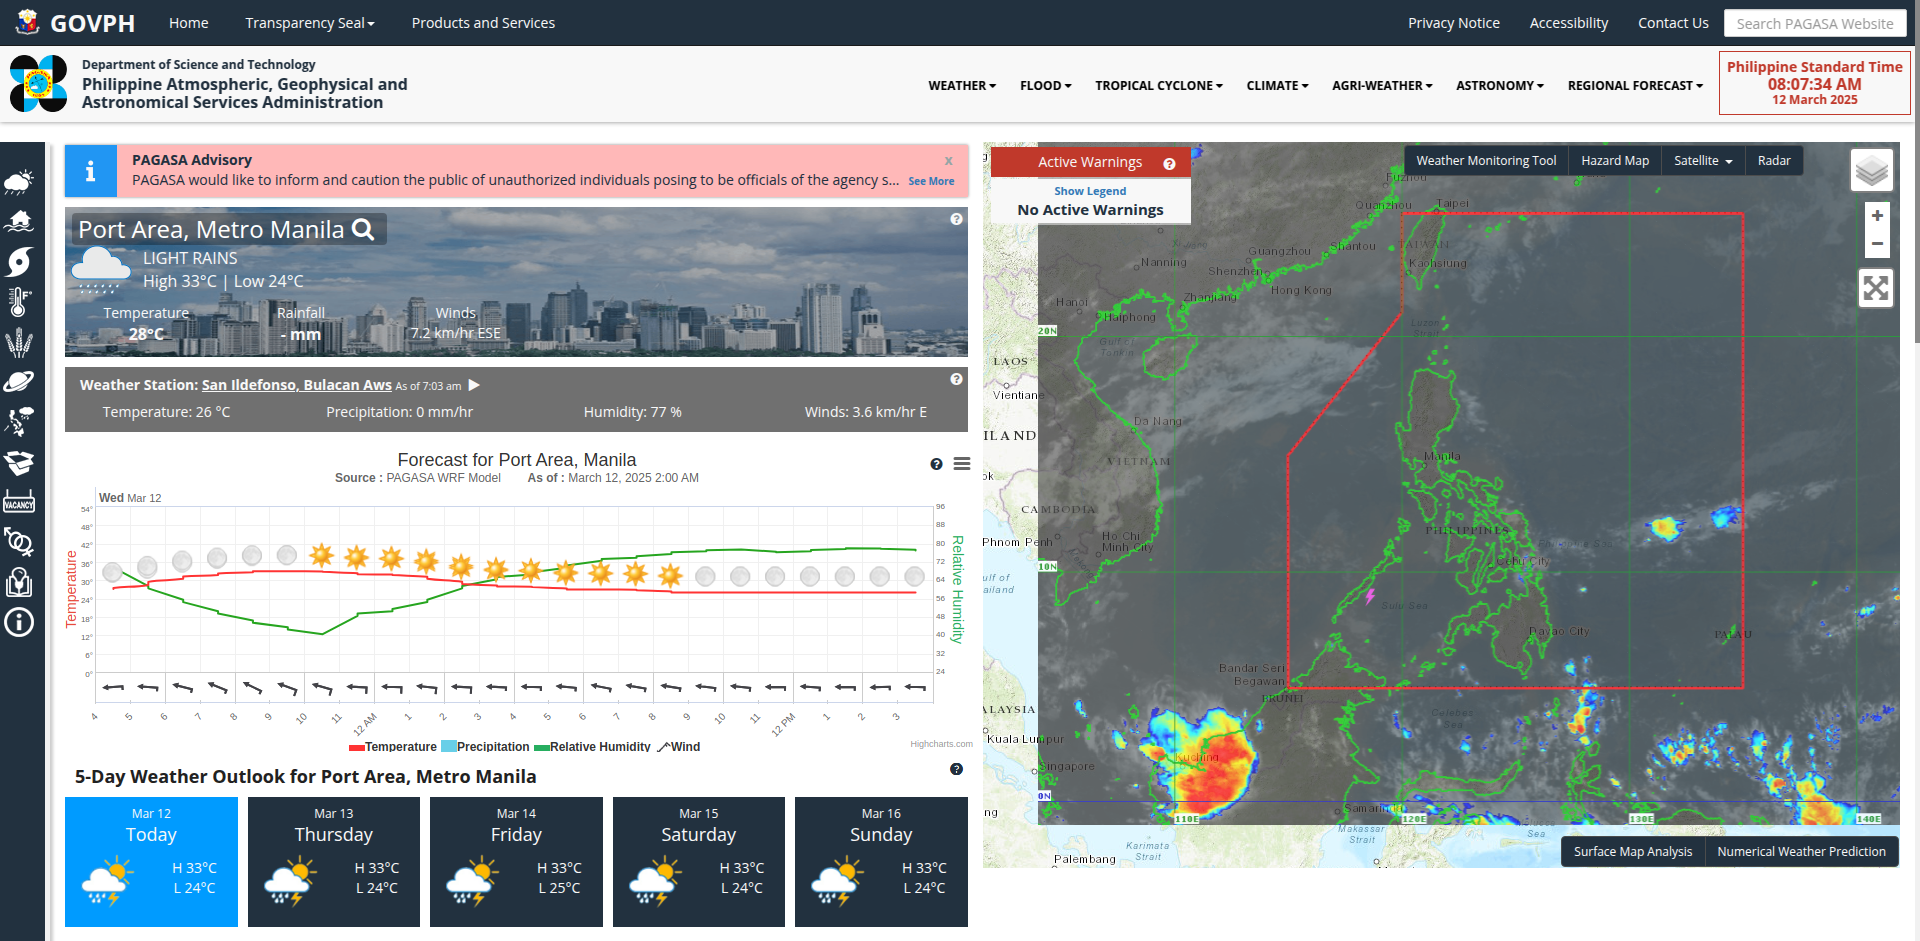 GOVPH
Home
Transparency Seal
Products and Services
Privacy Notice
Accessibility
Contact Us
Search PAGASA Website
Department of Science and Technology
Philippine Atmospheric, Geophysical and
Astronomical Services Administration
WEATHER
FLOOD
TROPICAL CYCLONE
CLIMATE
AGRI-WEATHER
ASTRONOMY
REGIONAL FORECAST
Philippine Standard Time
08:07:34 AM
12 March 2025
VACANCY
PAGASA Advisory
x
PAGASA would like to inform and caution the public of unauthorized individuals posing to be officials of the agency s...
See More
Port Area, Metro Manila
LIGHT RAINS
High 33°C | Low 24°C
Temperature
28°C
Rainfall
- mm
Winds
7.2 km/hr ESE
Weather Station: San Ildefonso, Bulacan Aws As of 7:03 am
Temperature: 26 °C
Precipitation: 0 mm/hr
Humidity: 77 %
Winds: 3.6 km/hr E
Forecast for Port Area, Manila
Source : PAGASA WRF Model As of : March 12, 2025 2:00 AM
Wed Mar 12
Temperature
54°
48°
42°
36°
30°
24°
18°
12°
6°
0°
96
88
80
72
64
56
48
40
32
24
Relative Humidity
4 5 6 7 8 9 10 11 12 AM 1 2 3 4 5 6 7 8 9 10 11 12 PM 1 2 3
Temperature Precipitation Relative Humidity Wind
Highcharts.com
5-Day Weather Outlook for Port Area, Metro Manila
Mar 12
Today
H 33°C
L 24°C
Mar 13
Thursday
H 33°C
L 24°C
Mar 14
Friday
H 33°C
L 25°C
Mar 15
Saturday
H 33°C
L 24°C
Mar 16
Sunday
H 33°C
L 24°C
Active Warnings
Show Legend
No Active Warnings
Weather Monitoring Tool
Hazard Map
Satellite
Radar
+
−
Fuzhou
Quanzhou
Taipei
Guangzhou
Shantou
TAIWAN
Nanning
Shenzhen
Kaohsiung
Hanoi
Zhanjiang
Hong Kong
Haiphong
20N
Luzon
Strait
Gulf of
Tonkin
LAOS
Vientiane
Da Nang
ILAND
Manila
VIETNAM
ok
CAMBODIA
PHILIPPINES
Ho Chi
Minh City
Phnom Penh
Cebu City
10N
ulf of
ailand
Sulu Sea
Davao City
PALAU
Bandar Seri
Begawan
BRUNEI
ALAYSIA
Celebes
Sea
Kuala Lumpur
Kuching
Singapore
0N
ng
Samarinda
110E
120E
130E
140E
Makassar
Strait
Sea
Karimata
Strait
Palembang
Surface Map Analysis
Numerical Weather Prediction